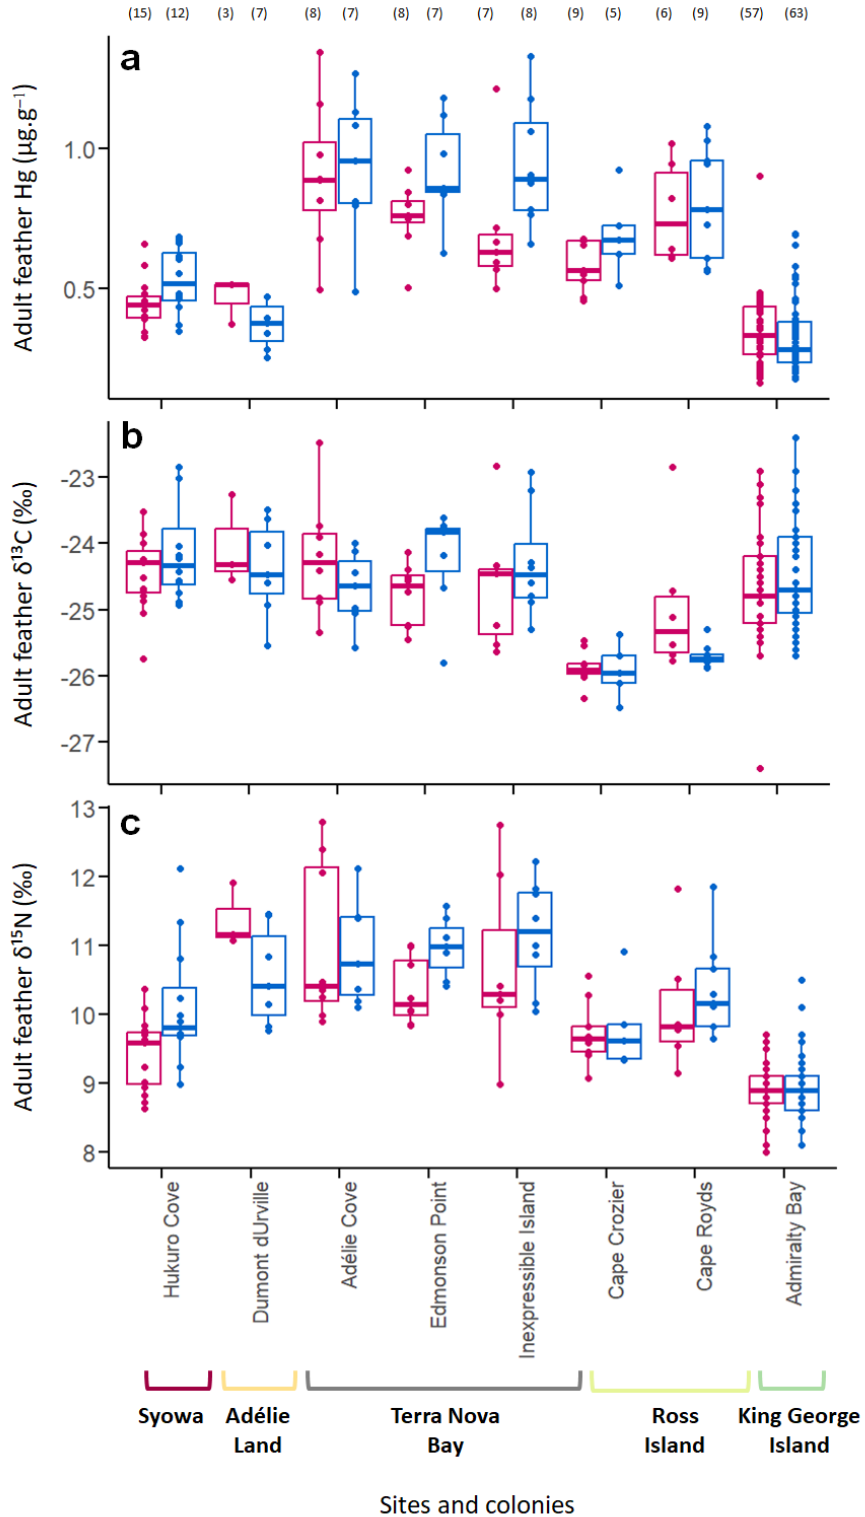 (15) (12) (3) (7) (8) (7) (8) (7) (7) (8) (9) (5) (6) (9) (57) (63)
a
Adult feather Hg (µg.g⁻¹)
1.0
0.5
b
Adult feather δ¹³C (‰)
-23
-24
-25
-26
-27
c
Adult feather δ¹⁵N (‰)
13
12
11
10
9
8
Hukuro Cove
Dumont dUrville
Adélie Cove
Edmonson Point
Inexpressible Island
Cape Crozier
Cape Royds
Admiralty Bay
Syowa
Adélie
Land
Terra Nova
Bay
Ross
Island
King George
Island
Sites and colonies